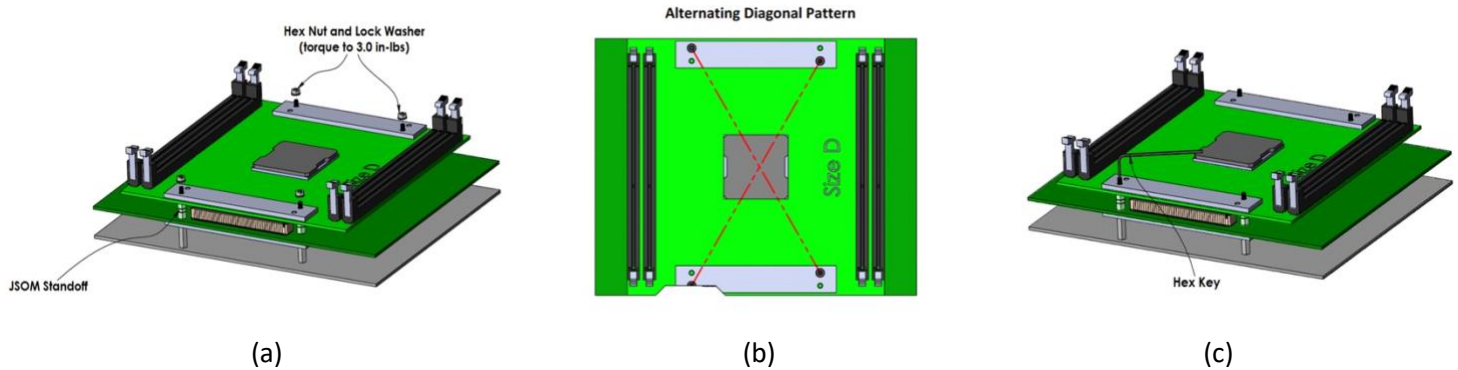 Hex Nut and Lock Washer
(torque to 3.0 in-lbs)
Size D
JSOM Standoff
(a)
Alternating Diagonal Pattern
Size D
(b)
Size D
Hex Key
(c)